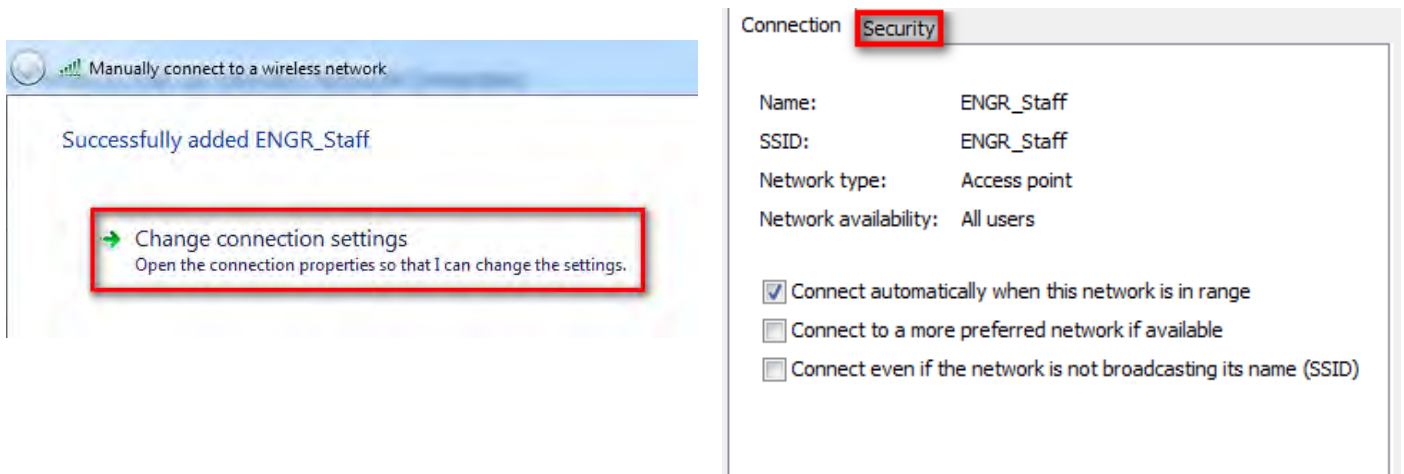 Manually connect to a wireless network
Successfully added ENGR_Staff
Change connection settings
Open the connection properties so that I can change the settings.
Connection Security
Name: ENGR_Staff
SSID: ENGR_Staff
Network type: Access point
Network availability: All users
Connect automatically when this network is in range
Connect to a more preferred network if available
Connect even if the network is not broadcasting its name (SSID)